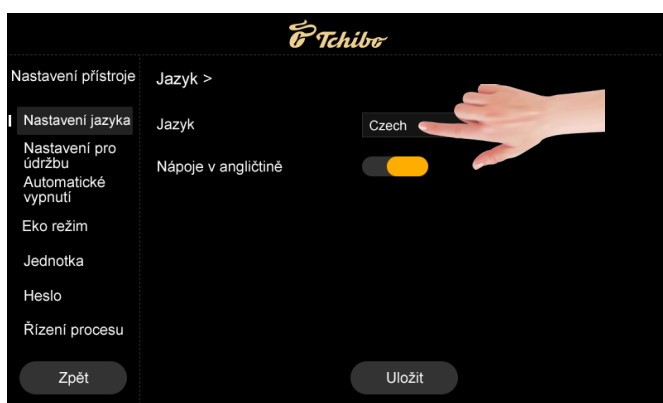 Tchibo
Nastavení přístroje
Jazyk >
Nastavení jazyka
Jazyk
Czech
Nastavení pro
údržbu
Nápoje v angličtině
Automatické
vypnutí
Eko režim
Jednotka
Heslo
Řízení procesu
Zpět
Uložit